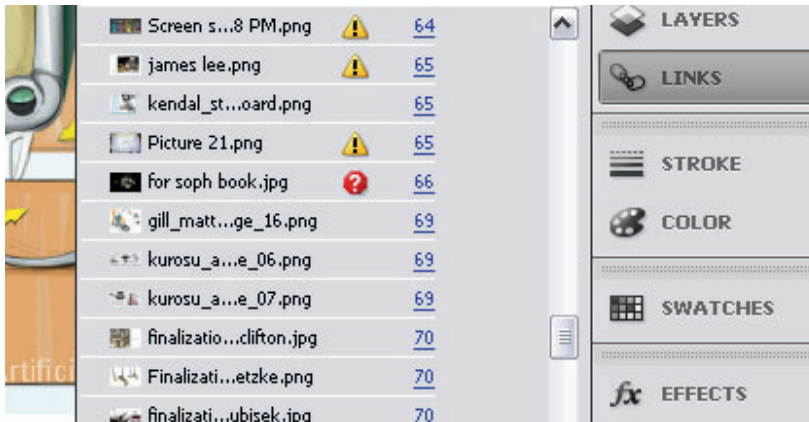 Screen s...8 PM.png 64
james lee.png 65
kendal_st...oard.png 65
Picture 21.png 65
for soph book.jpg 66
gill_matt...ge_16.png 69
kurosu_a...e_06.png 69
kurosu_a...e_07.png 69
finalizatio...clifton.jpg 70
Finalizati...etzke.png 70
finalizati...ubisek.jpg 70
rtifici
LAYERS
LINKS
STROKE
COLOR
SWATCHES
fx EFFECTS